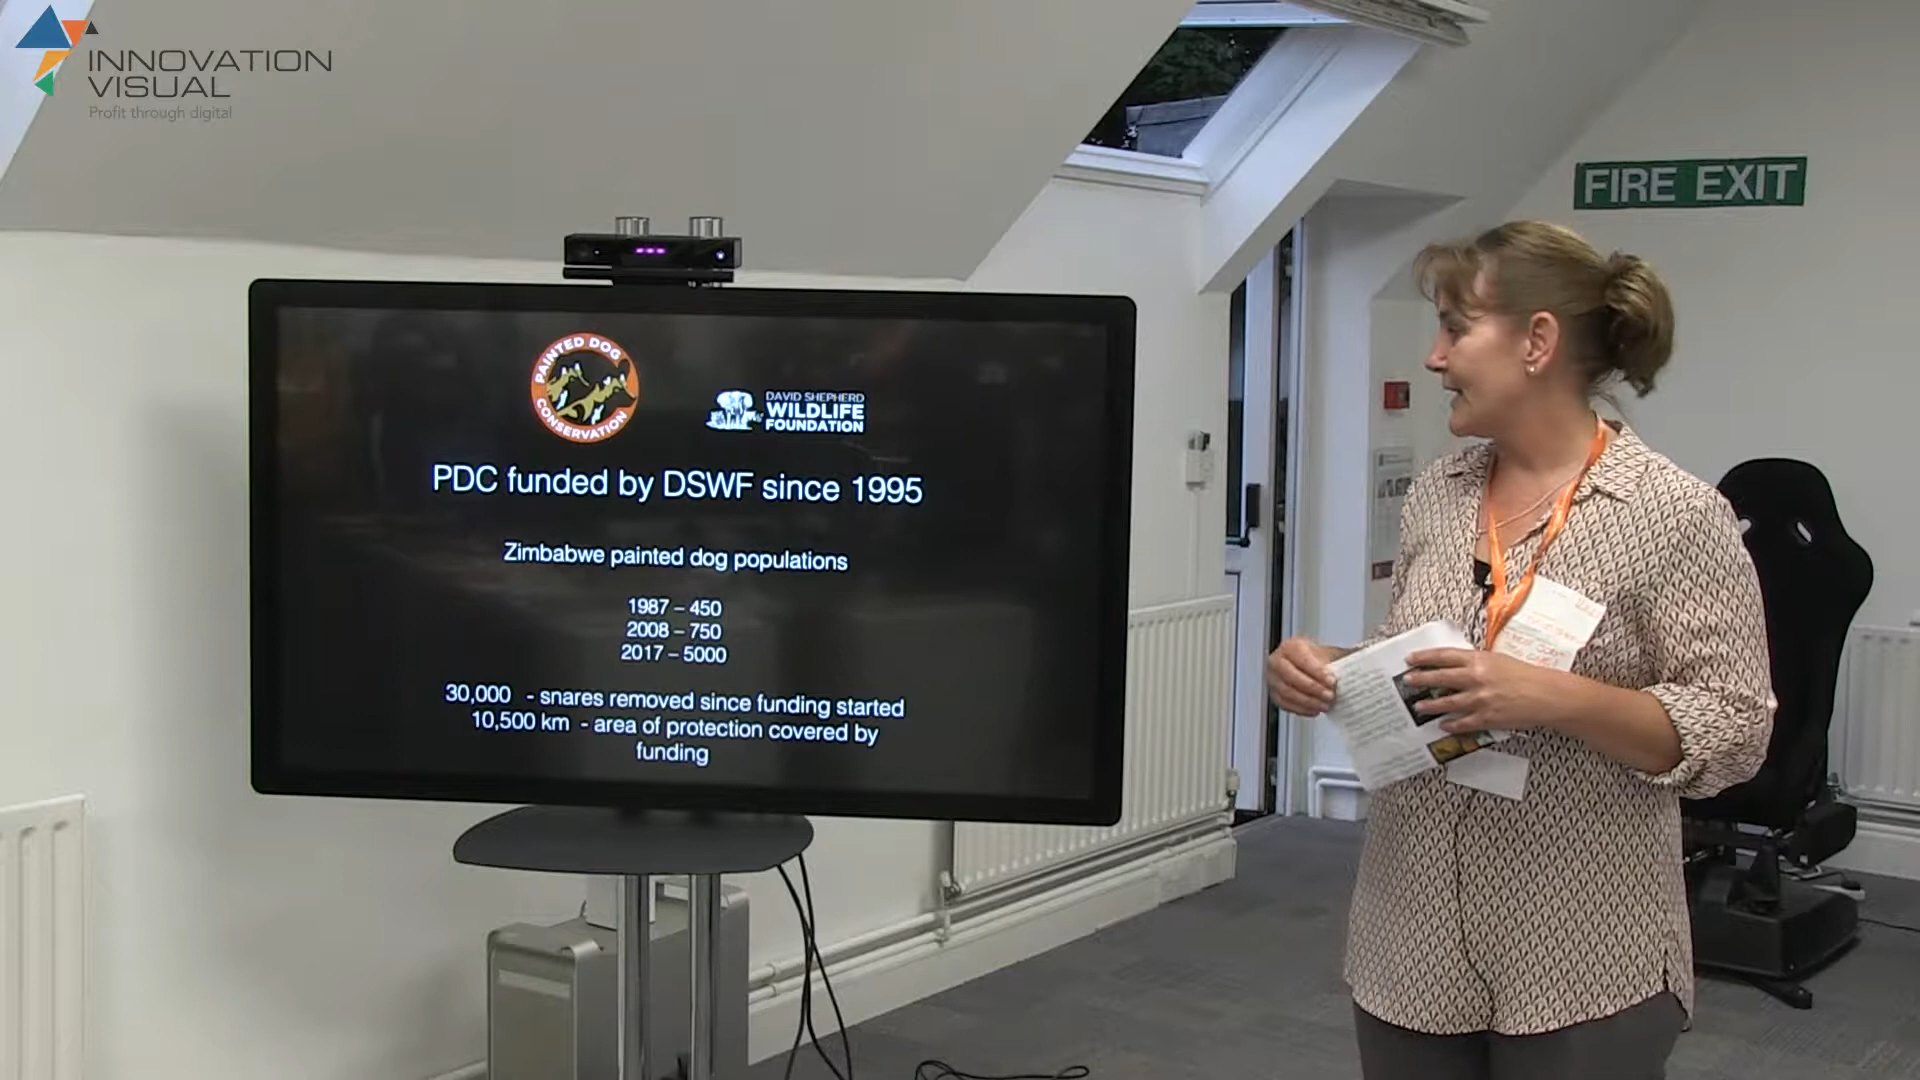 INNOVATION
VISUAL
Profit through digital
FIRE EXIT
PAINTED DOG
CONSERVATION
DAVID SHEPHERD
WILDLIFE
FOUNDATION
PDC funded by DSWF since 1995
Zimbabwe painted dog populations
1987 – 450
2008 – 750
2017 – 5000
30,000 - snares removed since funding started
10,500 km - area of protection covered by
funding